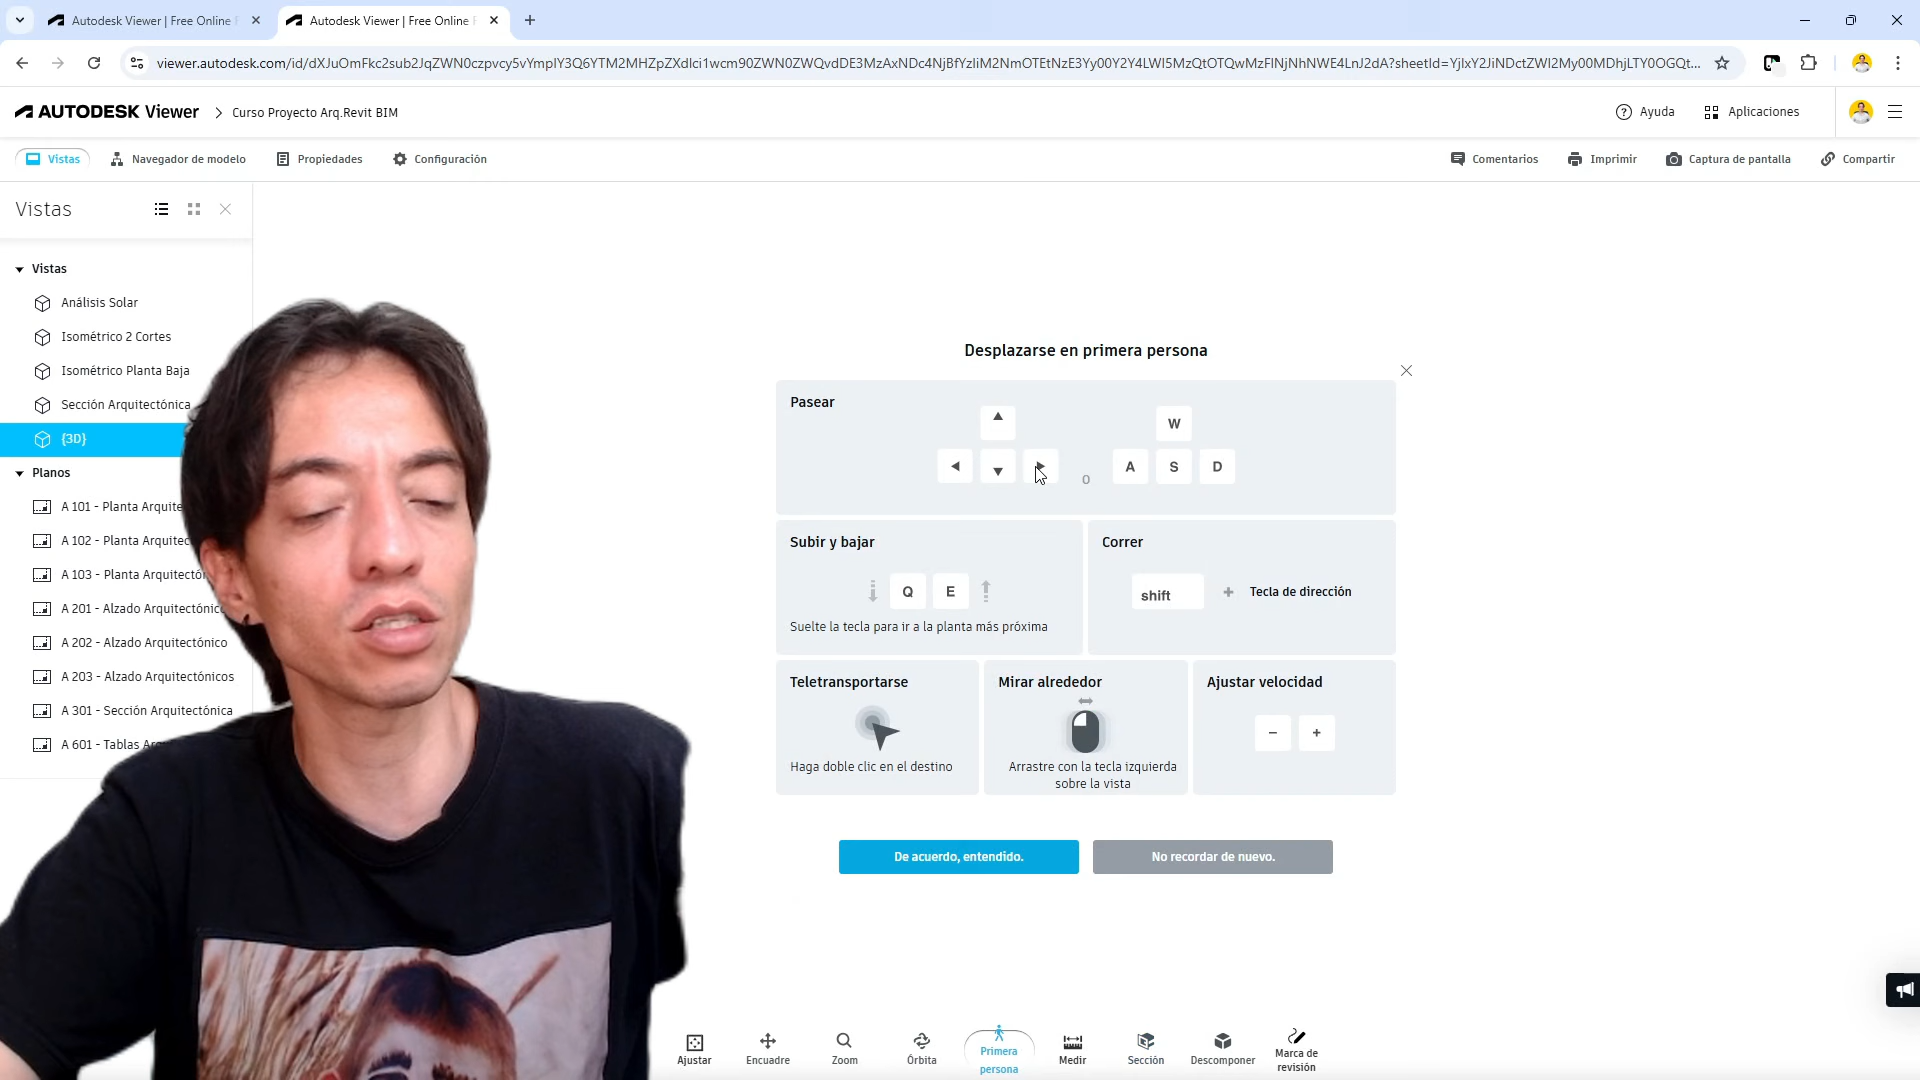 Autodesk Viewer | Free Online F
Autodesk Viewer | Free Online F
viewer.autodesk.com/id/dXJuOmFkc2sub2JqZWN0czpvcy5vYmplY3Q6YTM2MHZpZXdlci1wcm90ZWN0ZWQvdDE3MzAxNDc4NjBfYzliM2NmOTEtNzE3Yy00Y2Y4LWI5MzQtOTQwMzFlNjNhNWE4LnJ2dA?sheetId=YjIxY2JiNDctZWI2My00MDhjLTY0OGQt...
AUTODESK Viewer
Curso Proyecto Arq.Revit BIM
Ayuda
Aplicaciones
Vistas
Navegador de modelo
Propiedades
Configuración
Comentarios
Imprimir
Captura de pantalla
Compartir
Vistas
Vistas
Análisis Solar
Isométrico 2 Cortes
Isométrico Planta Baja
Sección Arquitectónica
{3D}
Planos
A 101 - Planta Arquite
A 102 - Planta Arquitec
A 103 - Planta Arquitectón
A 201 - Alzado Arquitectónic
A 202 - Alzado Arquitectónico
A 203 - Alzado Arquitectónicos
A 301 - Sección Arquitectónica
A 601 - Tablas
Desplazarse en primera persona
Pasear
W
o
A
S
D
Subir y bajar
Q
E
Suelte la tecla para ir a la planta más próxima
Correr
shift
+
Tecla de dirección
Teletransportarse
Haga doble clic en el destino
Mirar alrededor
Arrastre con la tecla izquierda
sobre la vista
Ajustar velocidad
-
+
De acuerdo, entendido.
No recordar de nuevo.
Ajustar
Encuadre
Zoom
Órbita
Primera
persona
Medir
Sección
Descomponer
Marca de
revisión